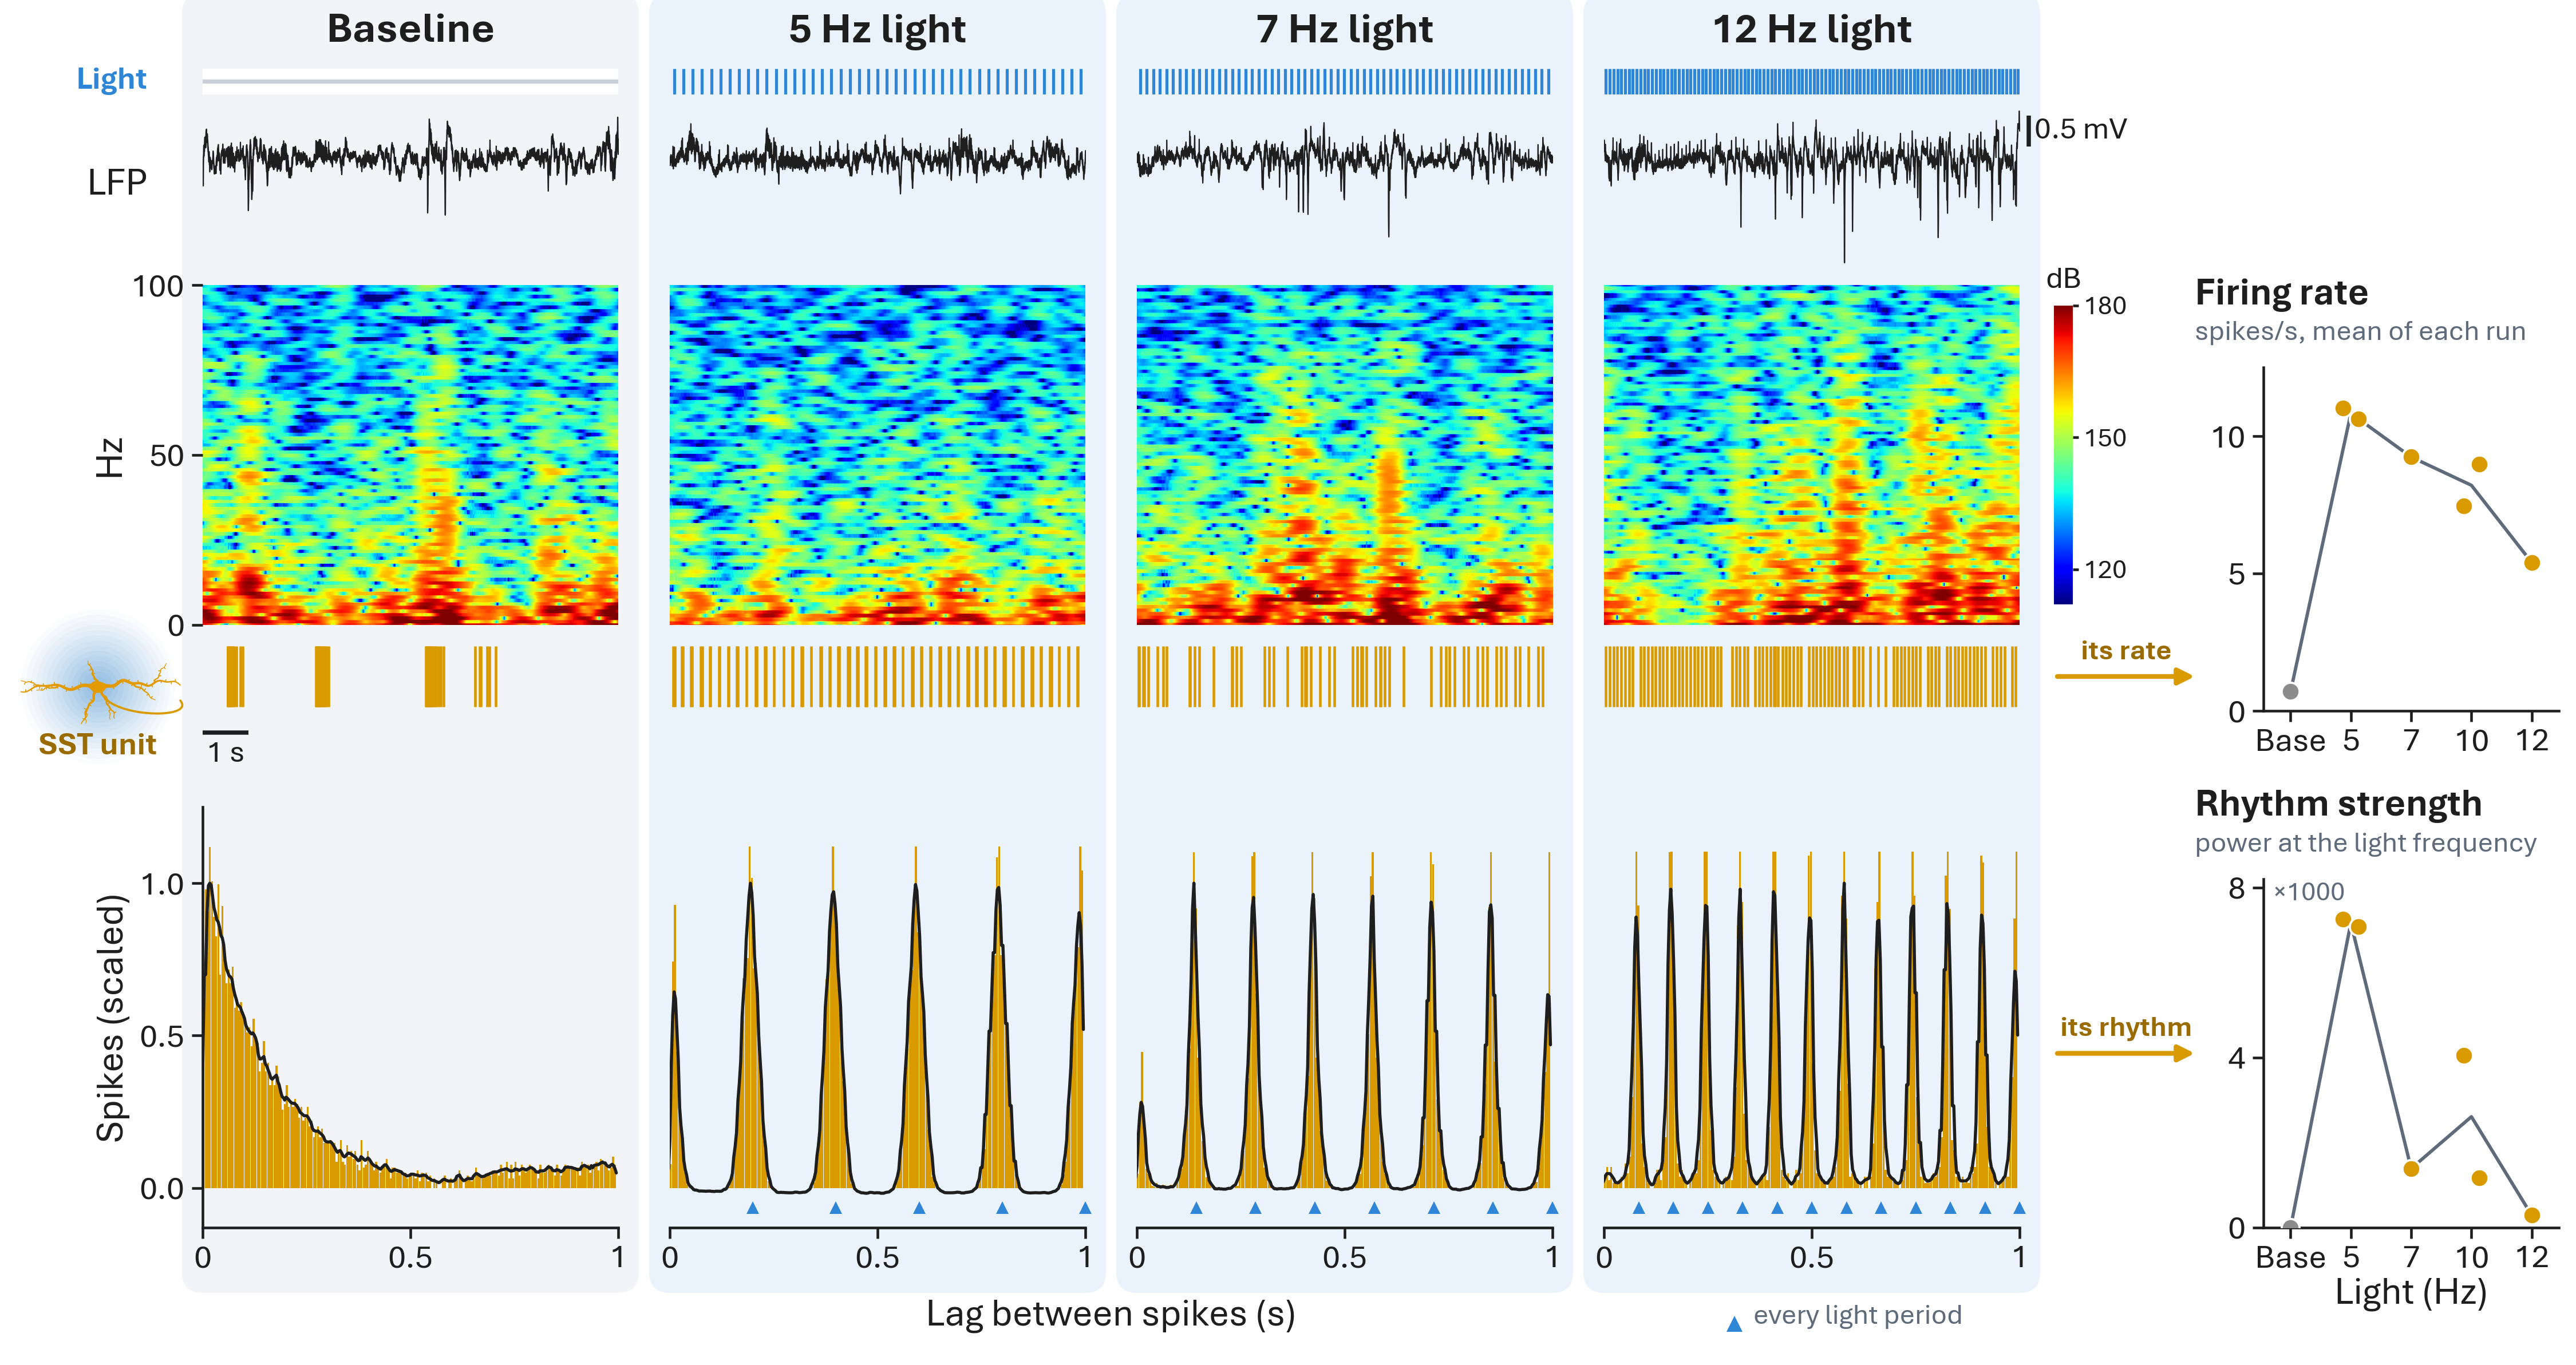 Baseline
5 Hz light
7 Hz light
12 Hz light
Light
LFP
0.5 mV
100
50
0
Hz
dB
180
150
120
SST unit
1 s
its rate
Firing rate
spikes/s, mean of each run
10
5
0
Base 5 7 10 12
1.0
0.5
0.0
Spikes (scaled)
0 0.5 1
0 0.5 1
0 0.5 1
0 0.5 1
Lag between spikes (s)
▲ every light period
its rhythm
Rhythm strength
power at the light frequency
×1000
8
4
0
Base 5 7 10 12
Light (Hz)